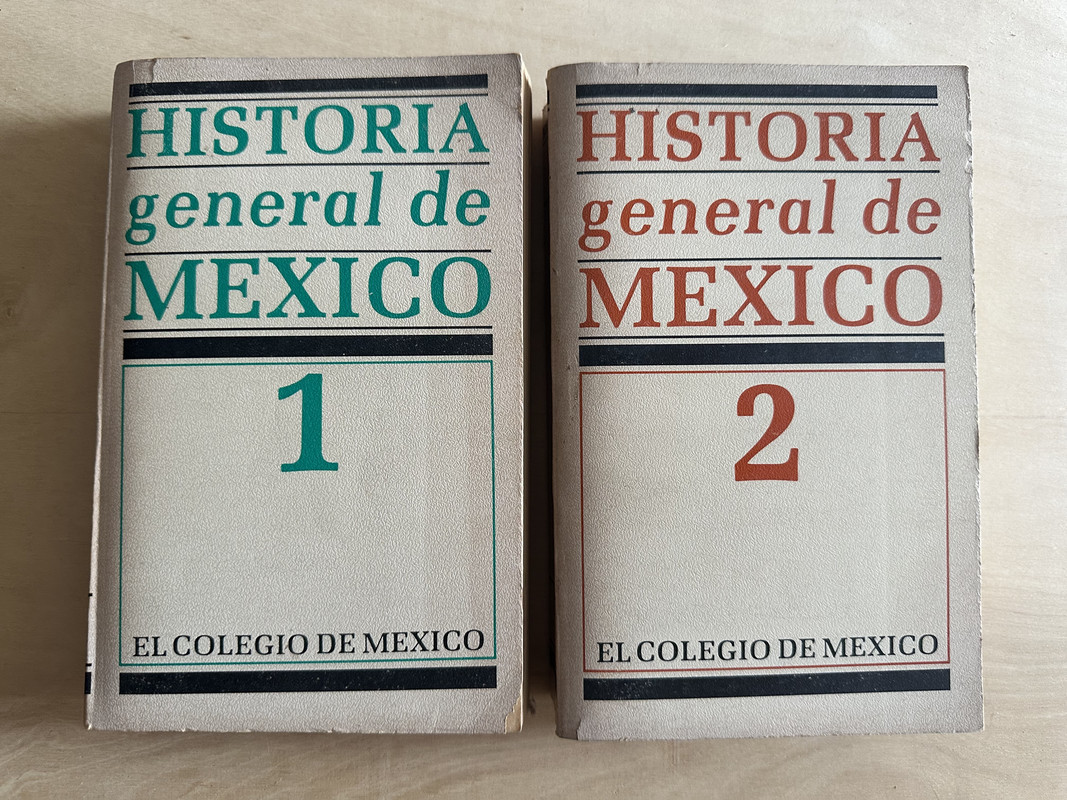 HISTORIA
general de
MEXICO
1
EL COLEGIO DE MEXICO
HISTORIA
general de
MEXICO
2
EL COLEGIO DE MEXICO